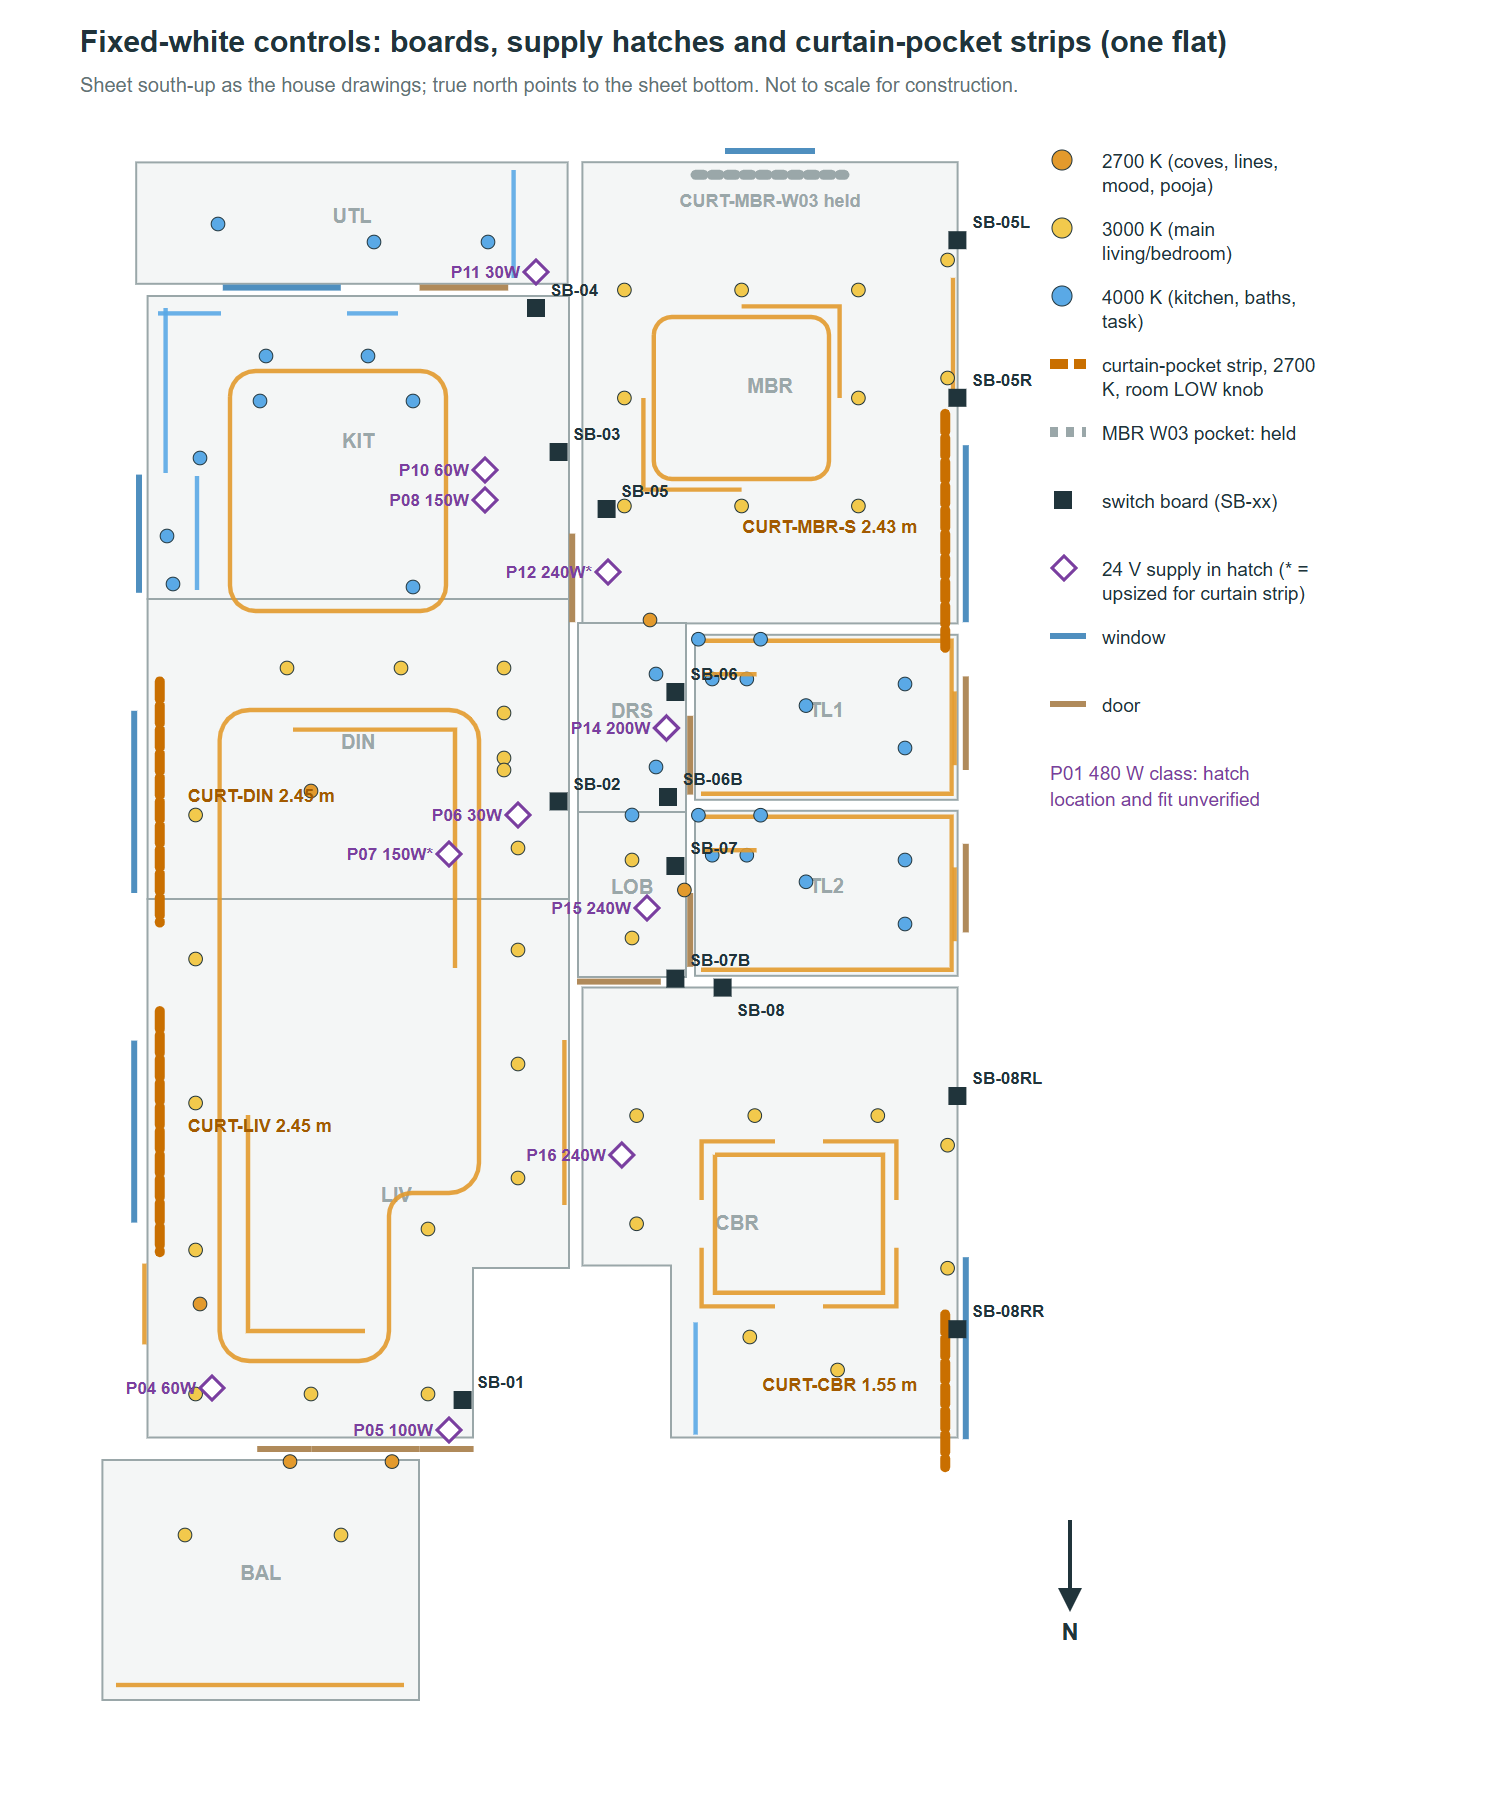 Fixed-white controls: boards, supply hatches and curtain-pocket strips (one flat)
Sheet south-up as the house drawings; true north points to the sheet bottom. Not to scale for construction.
UTL
P11 30W
SB-04
KIT
SB-03
P10 60W
P08 150W
CURT-MBR-W03 held
SB-05L
MBR
SB-05R
SB-05
CURT-MBR-S 2.43 m
P12 240W*
DIN
CURT-DIN 2.45 m
SB-02
P06 30W
P07 150W*
SB-06
DRS
TL1
P14 200W
SB-06B
SB-07
LOB
TL2
P15 240W
SB-07B
SB-08
CURT-LIV 2.45 m
LIV
P04 60W
SB-01
P05 100W
SB-08RL
P16 240W
CBR
SB-08RR
CURT-CBR 1.55 m
BAL
2700 K (coves, lines,
mood, pooja)
3000 K (main
living/bedroom)
4000 K (kitchen, baths,
task)
curtain-pocket strip, 2700
K, room LOW knob
MBR W03 pocket: held
switch board (SB-xx)
24 V supply in hatch (* =
upsized for curtain strip)
window
door
P01 480 W class: hatch
location and fit unverified
N